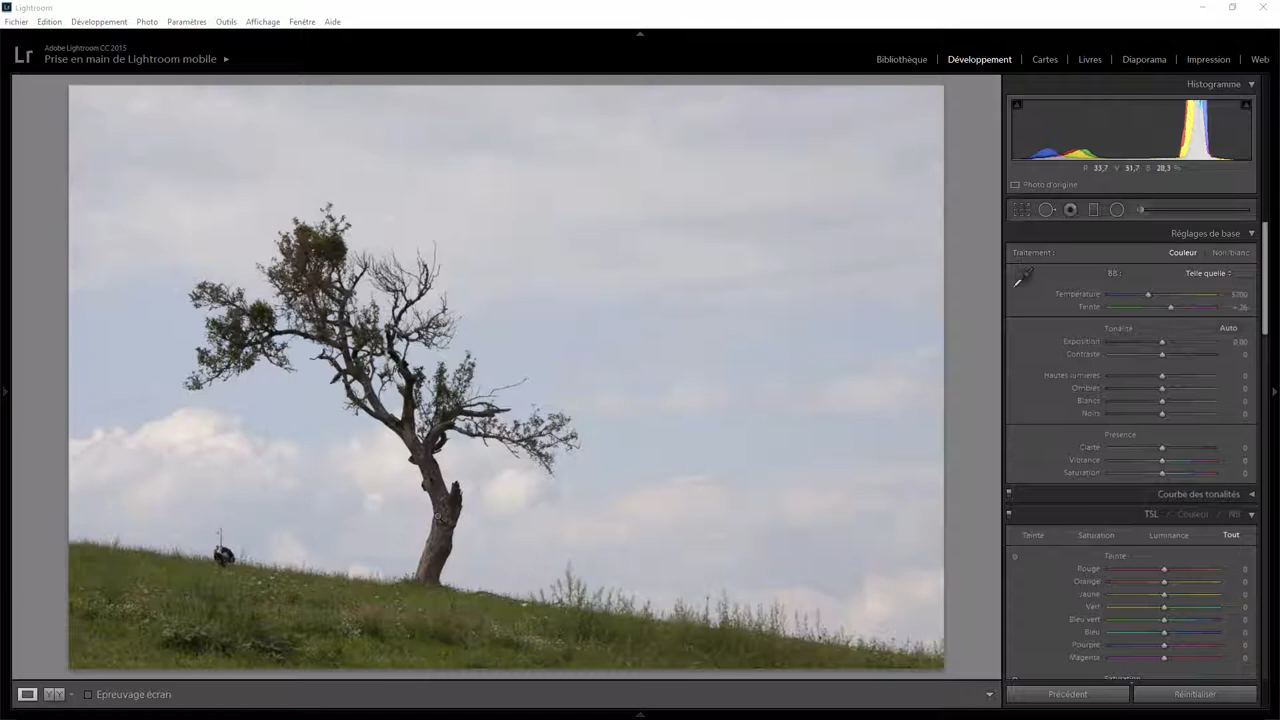 Lightroom
Fichier Edition Développement Photo Paramètres Outils Affichage Fenêtre Aide
Lr Adobe Lightroom CC 2015
Prise en main de Lightroom mobile
Bibliothèque | Développement | Cartes | Livres | Diaporama | Impression | Web
Histogramme
R 33,7 V 31,7 B 20,3 %
Photo d'origine
Réglages de base
Traitement : Couleur Noir/blanc
BB : Telle quelle
Température 5200
Teinte + 26
Tonalité Auto
Exposition 0,00
Contraste 0
Hautes lumières 0
Ombres 0
Blancs 0
Noirs 0
Présence
Clarté 0
Vibrance 0
Saturation 0
Courbe des tonalités
TSL / Couleur / NB
Teinte Saturation Luminance Tout
Teinte
Rouge 0
Orange 0
Jaune 0
Vert 0
Bleu vert 0
Bleu 0
Pourpre 0
Magenta 0
Saturation
Epreuvage écran
Précédent Réinitialiser